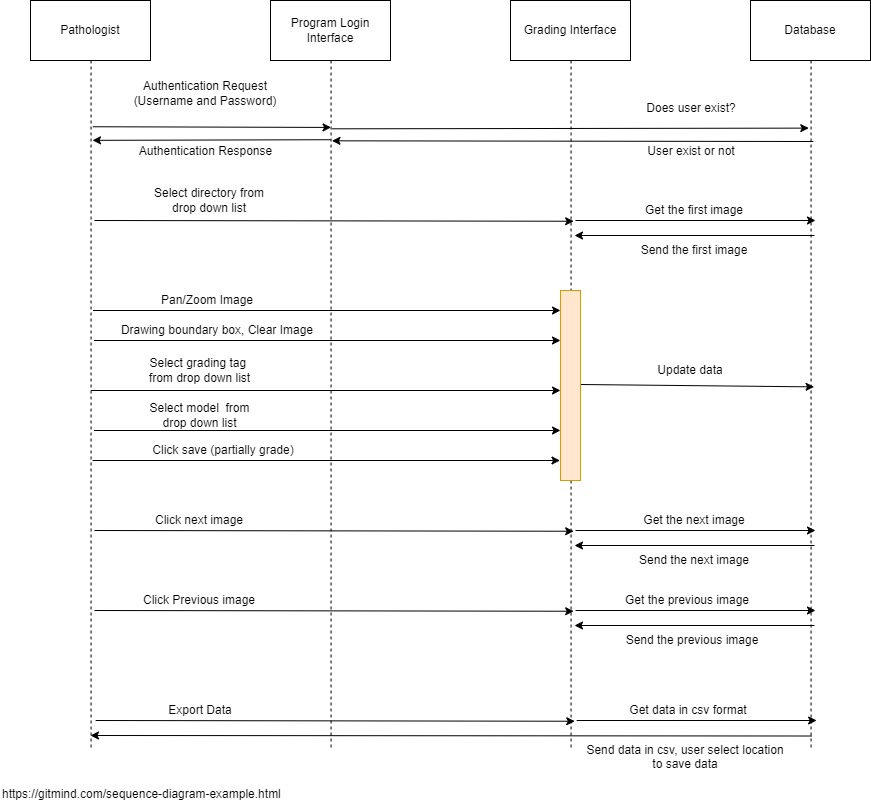 Pathologist
Program Login
Interface
Grading Interface
Database
Authentication Request
(Username and Password)
Does user exist?
Authentication Response
User exist or not
Select directory from
drop down list
Get the first image
Send the first image
Pan/Zoom Image
Drawing boundary box, Clear Image
Select grading tag
from drop down list
Update data
Select model  from
drop down list
Click save (partially grade)
Click next image
Get the next image
Send the next image
Click Previous image
Get the previous image
Send the previous image
Export Data
Get data in csv format
Send data in csv, user select location
to save data
https://gitmind.com/sequence-diagram-example.html